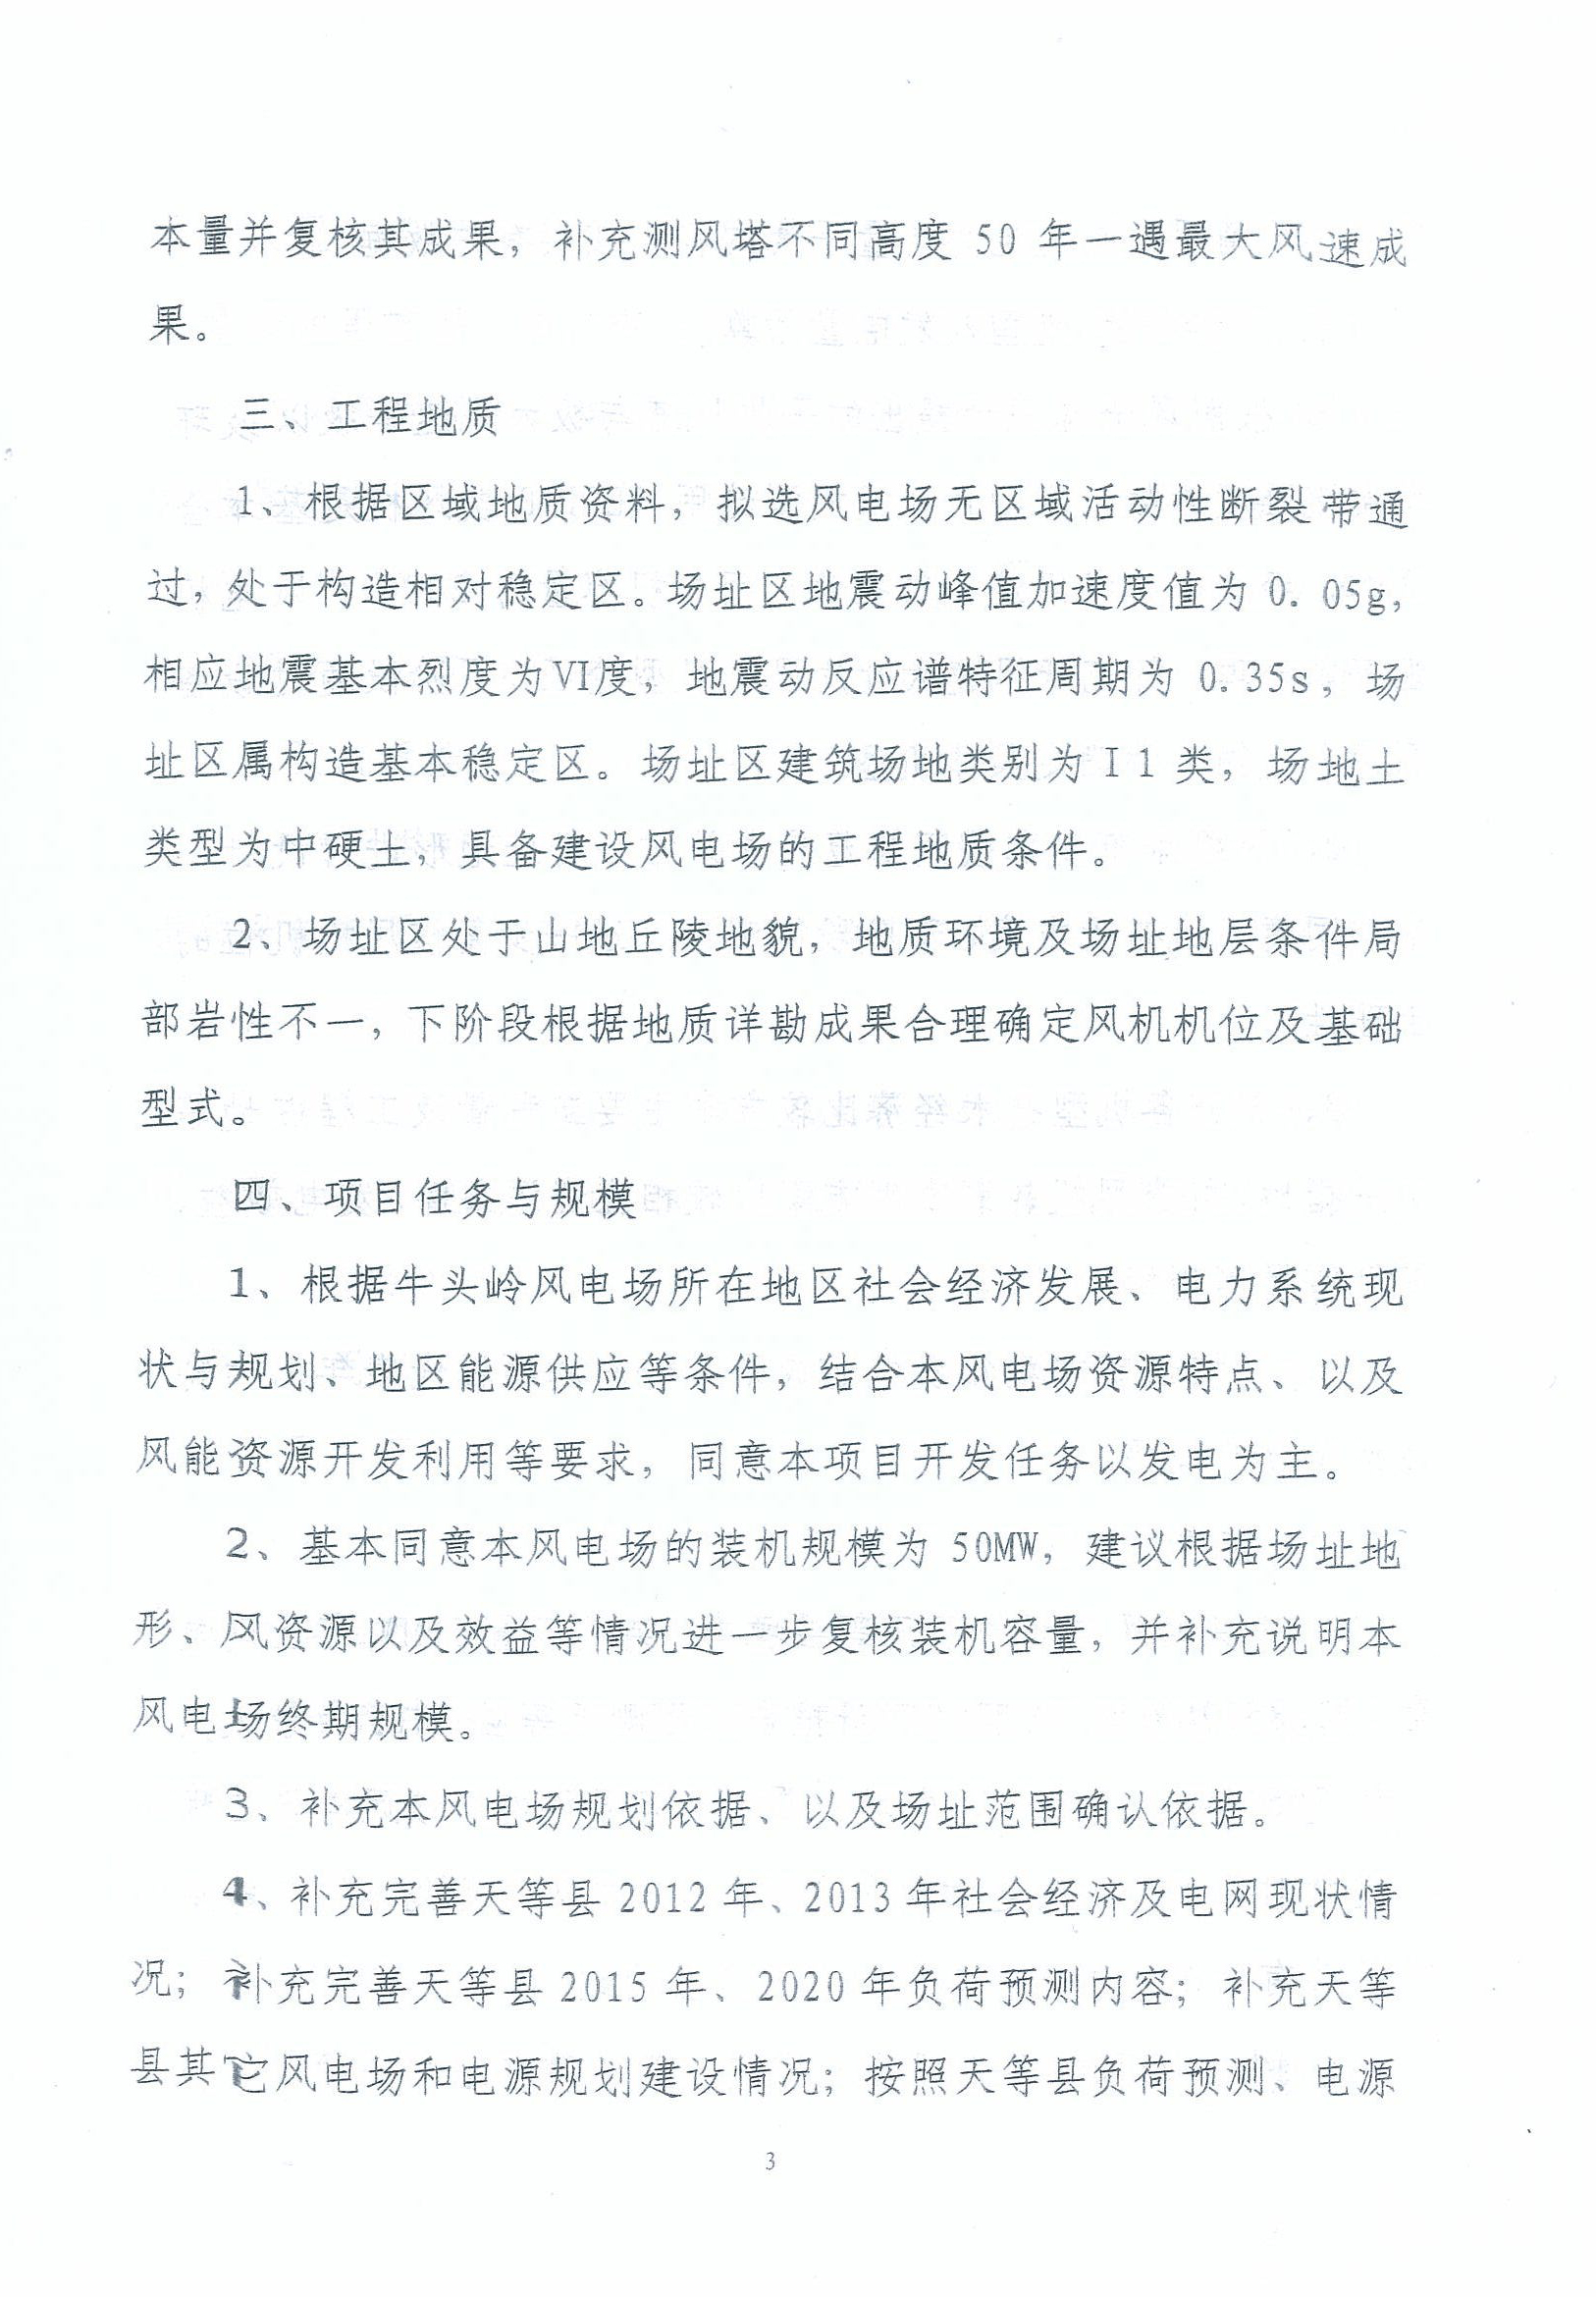 本量并复核其成果，补充测风塔不同高度 50 年一遇最大风速成
果。
三、工程地质
1、根据区域地质资料，拟选风电场无区域活动性断裂带通
过，处于构造相对稳定区。场址区地震动峰值加速度值为 0.05g，
相应地震基本烈度为VI度，地震动反应谱特征周期为 0.35s，场
址区属构造基本稳定区。场址区建筑场地类别为 I 1 类，场地土
类型为中硬土，具备建设风电场的工程地质条件。
2、场址区处于山地丘陵地貌，地质环境及场址地层条件局
部岩性不一，下阶段根据地质详勘成果合理确定风机机位及基础
型式。
四、项目任务与规模
1、根据牛头岭风电场所在地区社会经济发展、电力系统现
状与规划、地区能源供应等条件，结合本风电场资源特点、以及
风能资源开发利用等要求，同意本项目开发任务以发电为主。
2、基本同意本风电场的装机规模为 50MW，建议根据场址地
形、风资源以及效益等情况进一步复核装机容量，并补充说明本
风电场终期规模。
3、补充本风电场规划依据、以及场址范围确认依据。
4、补充完善天等县 2012 年、2013 年社会经济及电网现状情
况；补充完善天等县 2015 年、2020 年负荷预测内容；补充天等
县其它风电场和电源规划建设情况；按照天等县负荷预测、电源
3